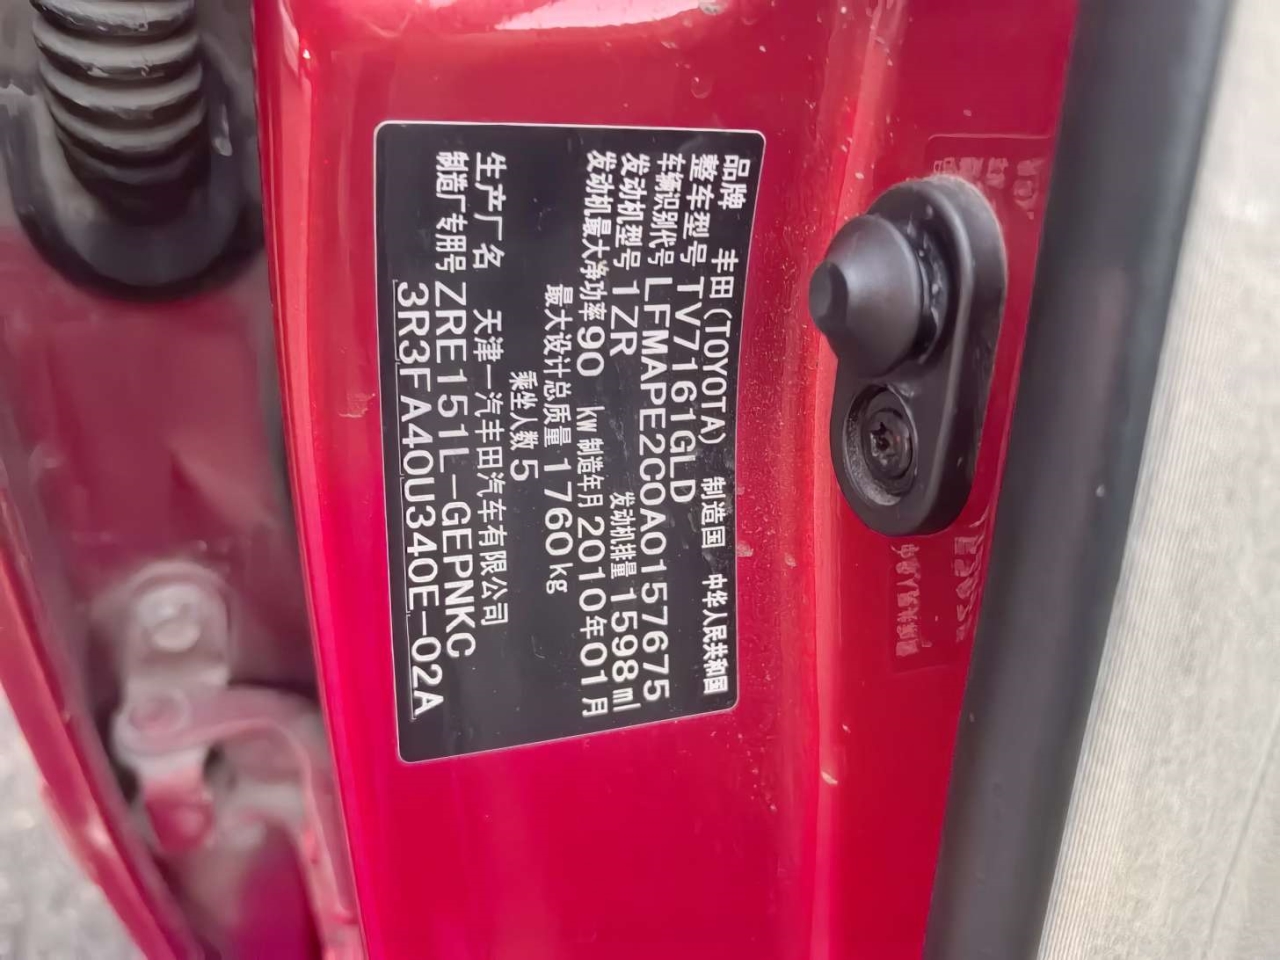 品牌 丰田(TOYOTA) 制造国 中华人民共和国
整车型号 TV7161GLD
车辆识别代号 LFMAPE2C0A0157675
发动机型号 1ZR 发动机排量 1598ml
发动机最大净功率 90 kW 制造年月 2010年01月
最大设计总质量 1760kg
乘坐人数 5
生产厂名 天津一汽丰田汽车有限公司
制造厂专用号 ZRE151L-GEPNKC
3R3FA40U340E-02A